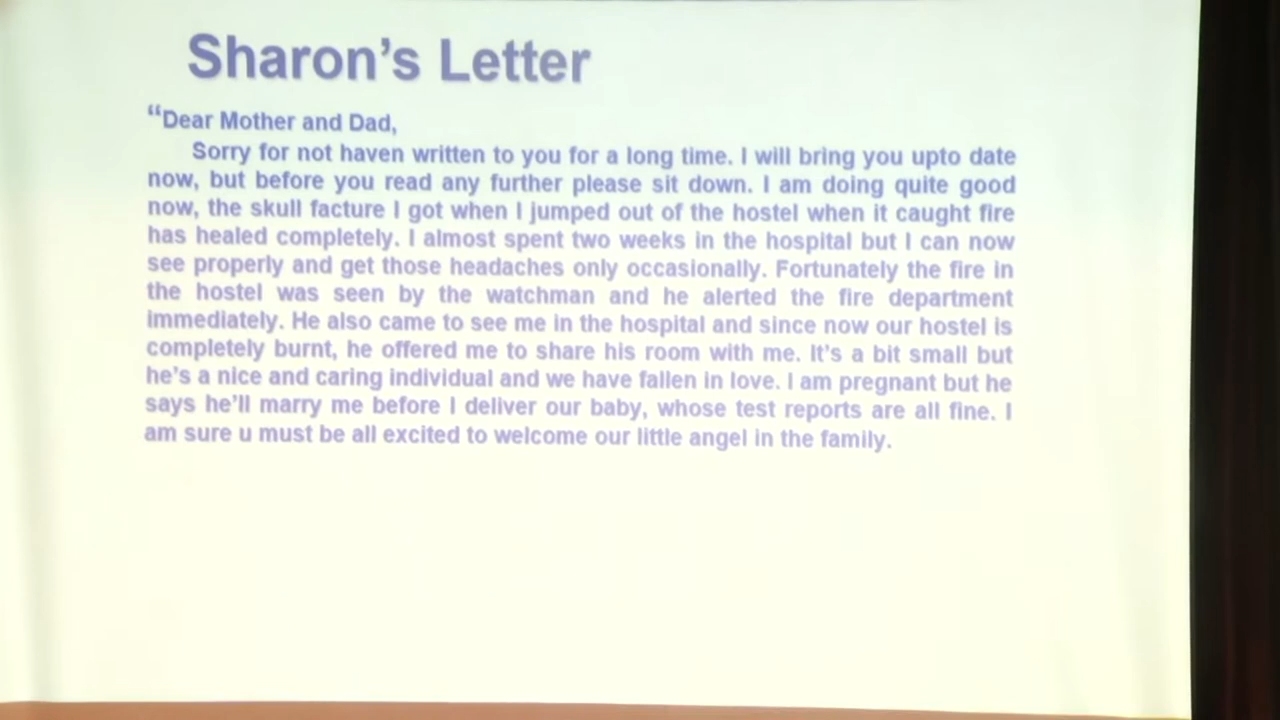 Sharon’s Letter
“Dear Mother and Dad,
Sorry for not haven written to you for a long time. I will bring you upto date
now, but before you read any further please sit down. I am doing quite good
now, the skull facture I got when I jumped out of the hostel when it caught fire
has healed completely. I almost spent two weeks in the hospital but I can now
see properly and get those headaches only occasionally. Fortunately the fire in
the hostel was seen by the watchman and he alerted the fire department
immediately. He also came to see me in the hospital and since now our hostel is
completely burnt, he offered me to share his room with me. It’s a bit small but
he’s a nice and caring individual and we have fallen in love. I am pregnant but he
says he’ll marry me before I deliver our baby, whose test reports are all fine. I
am sure u must be all excited to welcome our little angel in the family.